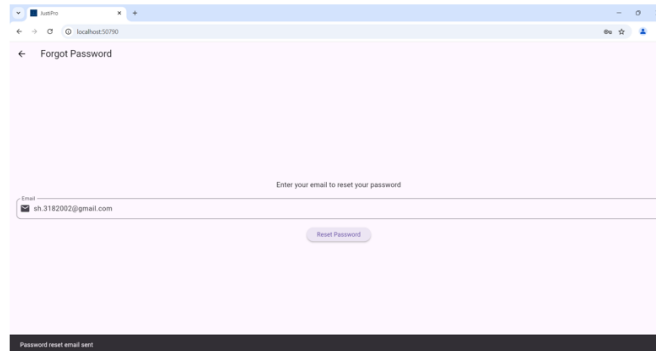 JustPro
localhost:50790
Forgot Password
Enter your email to reset your password
Email
sh.3182002@gmail.com
Reset Password
Password reset email sent